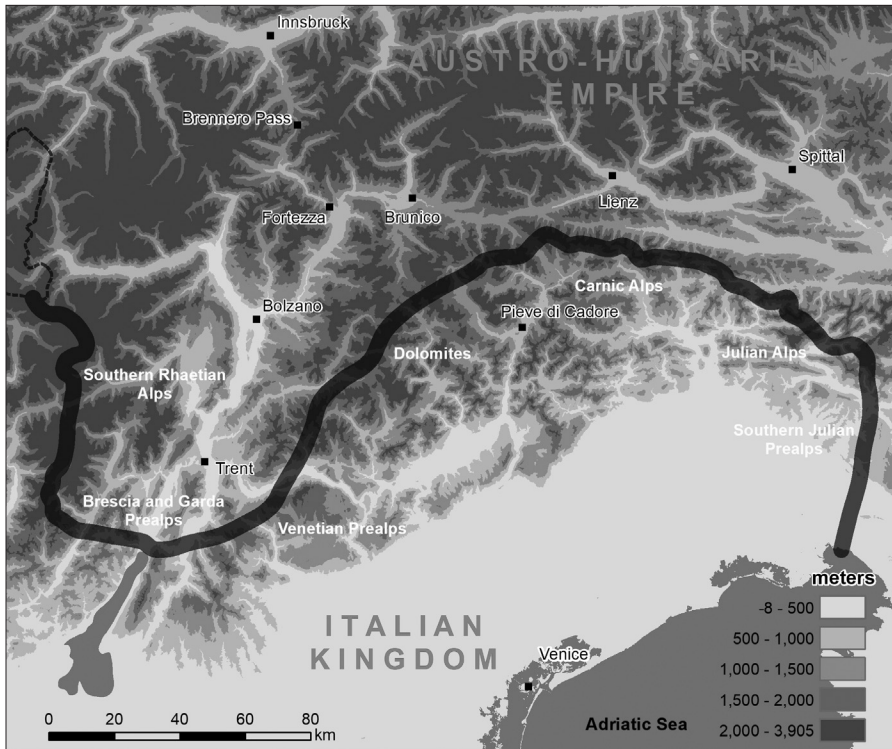 Innsbruck
AUSTRO-HUNGARIAN
EMPIRE
Brennero Pass
Spittal
Lienz
Fortezza
Brunico
Carnic Alps
Bolzano
Pieve di Cadore
Dolomites
Julian Alps
Southern Rhaetian
Alps
Southern Julian
Prealps
Trent
Brescia and Garda
Prealps
Venetian Prealps
meters
-8 - 500
500 - 1,000
1,000 - 1,500
1,500 - 2,000
2,000 - 3,905
ITALIAN
KINGDOM
Venice
Adriatic Sea
0 20 40 60 80
km